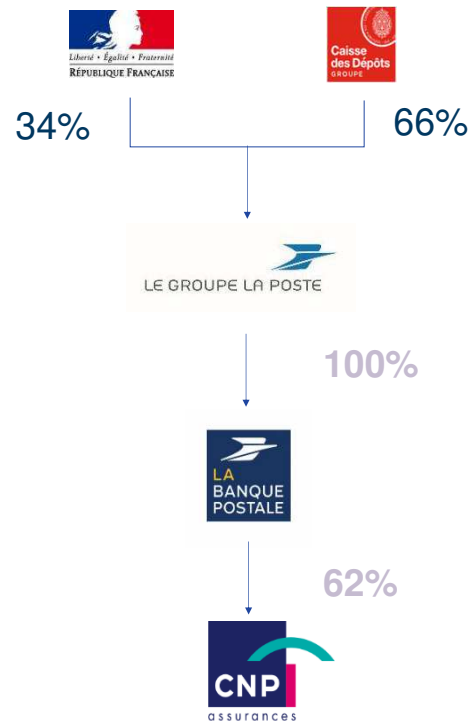 Liberté • Égalité • Fraternité
RÉPUBLIQUE FRANÇAISE
Caisse
des Dépôts
GROUPE
34%
66%
LE GROUPE LA POSTE
100%
LA
BANQUE
POSTALE
62%
CNP
assurances